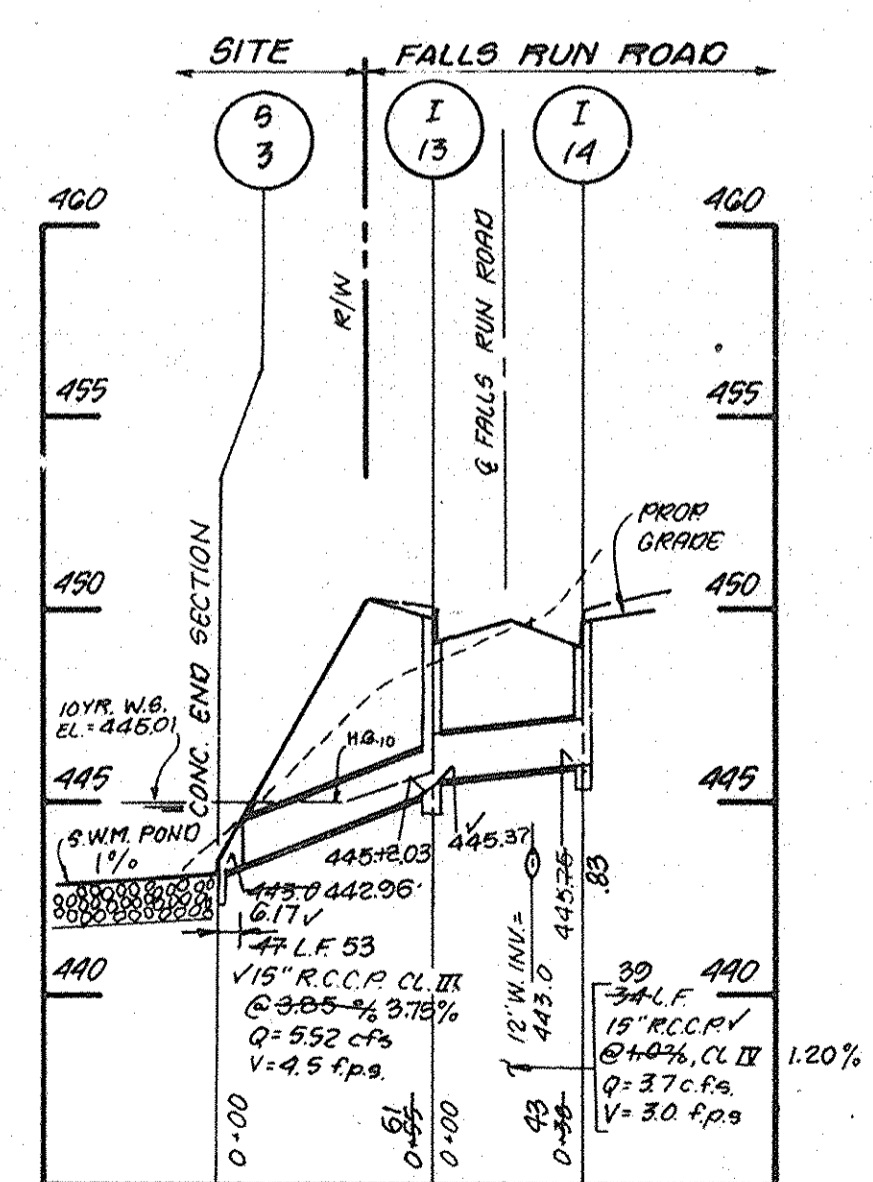 SITE
FALLS RUN ROAD
S
3
I
13
I
14
460
460
R/W
℄ FALLS RUN ROAD
455
455
CONC. END SECTION
PROP.
GRADE
450
450
10 YR. W.S.
EL. = 445.01
H.G.10
445
445
S.W.M. POND
1%
445.12.03
445.37
443.0 442.96
445.75
.83
6.17
47 L.F. 53
15" R.C.C.P. CL. III
@ 3.85 % 3.75%
Q = 5.52 cfs
V = 4.5 f.p.s.
12" W. INV. =
443.0
440
440
39
34 L.F.
15" R.C.C.P.
@ 1.0%, CL IV 1.20%
Q = 3.7 c.f.s.
V = 3.0 f.p.s
0+00
61
0+55
0+00
43
0+38